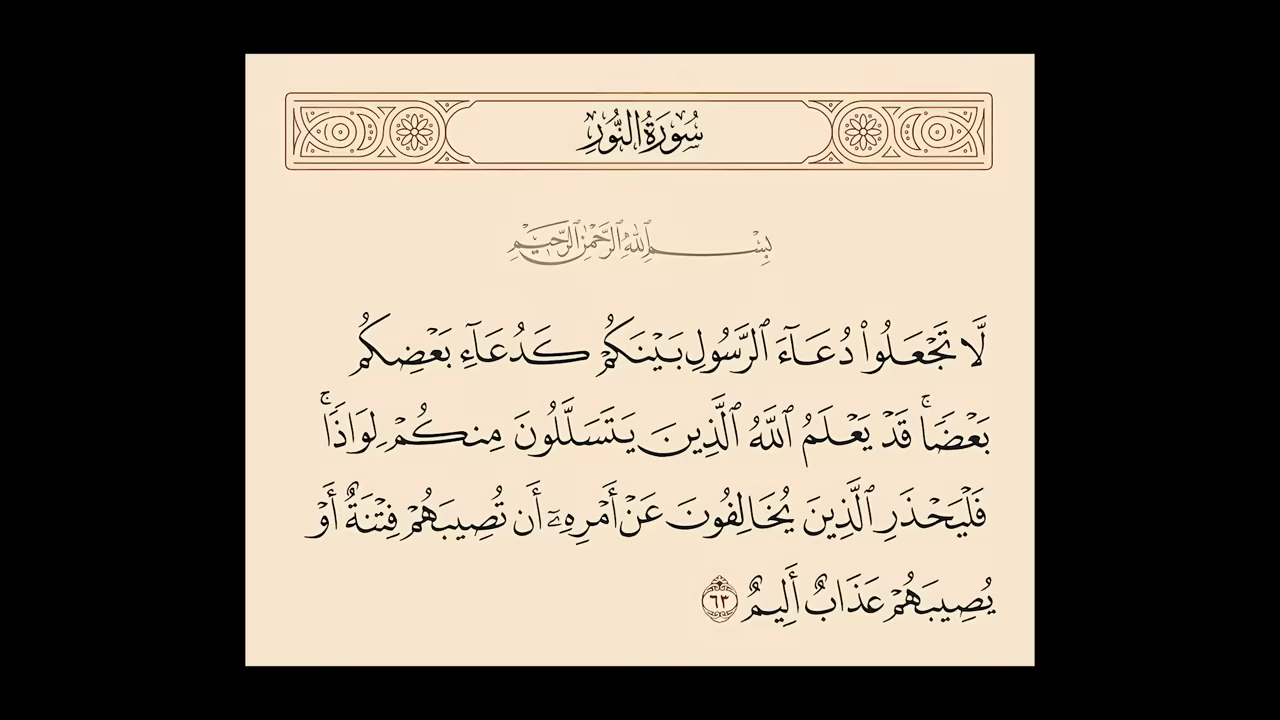 سُورَةُ النُّورِ
بِسْمِ ٱللَّهِ ٱلرَّحْمَٰنِ ٱلرَّحِيمِ
لَّا تَجْعَلُوا۟ دُعَآءَ ٱلرَّسُولِ بَيْنَكُمْ كَدُعَآءِ بَعْضِكُم
بَعْضًا ۚ قَدْ يَعْلَمُ ٱللَّهُ ٱلَّذِينَ يَتَسَلَّلُونَ مِنكُمْ لِوَاذًا ۚ
فَلْيَحْذَرِ ٱلَّذِينَ يُخَالِفُونَ عَنْ أَمْرِهِۦٓ أَن تُصِيبَهُمْ فِتْنَةٌ أَوْ
يُصِيبَهُمْ عَذَابٌ أَلِيمٌ ٦٣